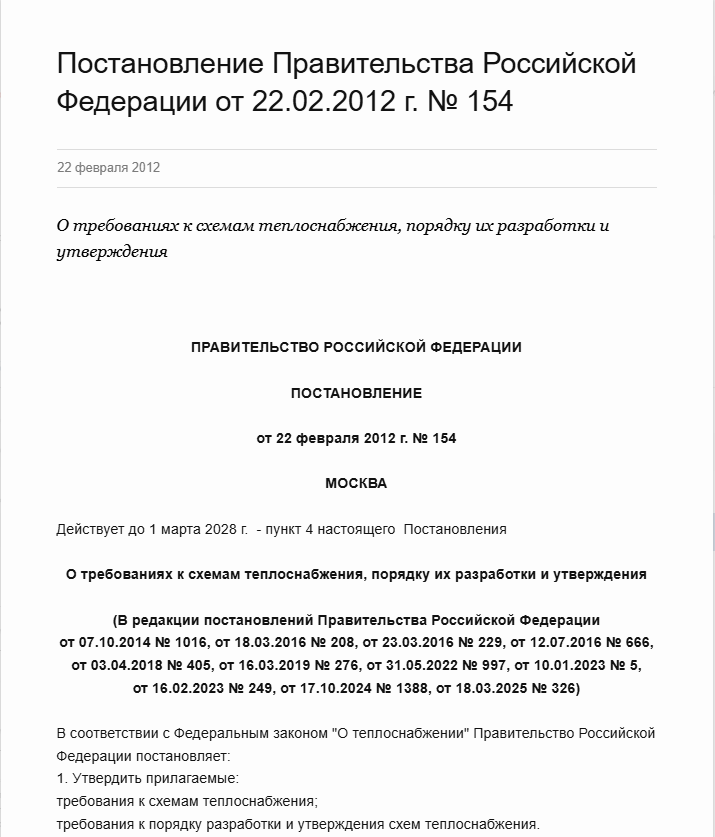 Постановление Правительства Российской
Федерации от 22.02.2012 г. № 154
22 февраля 2012
О требованиях к схемам теплоснабжения, порядку их разработки и
утверждения
ПРАВИТЕЛЬСТВО РОССИЙСКОЙ ФЕДЕРАЦИИ
ПОСТАНОВЛЕНИЕ
от 22 февраля 2012 г. № 154
МОСКВА
Действует до 1 марта 2028 г.  - пункт 4 настоящего  Постановления
О требованиях к схемам теплоснабжения, порядку их разработки и утверждения
(В редакции постановлений Правительства Российской Федерации
от 07.10.2014 № 1016, от 18.03.2016 № 208, от 23.03.2016 № 229, от 12.07.2016 № 666,
от 03.04.2018 № 405, от 16.03.2019 № 276, от 31.05.2022 № 997, от 10.01.2023 № 5,
от 16.02.2023 № 249, от 17.10.2024 № 1388, от 18.03.2025 № 326)
В соответствии с Федеральным законом "О теплоснабжении" Правительство Российской
Федерации постановляет:
1. Утвердить прилагаемые:
требования к схемам теплоснабжения;
требования к порядку разработки и утверждения схем теплоснабжения.